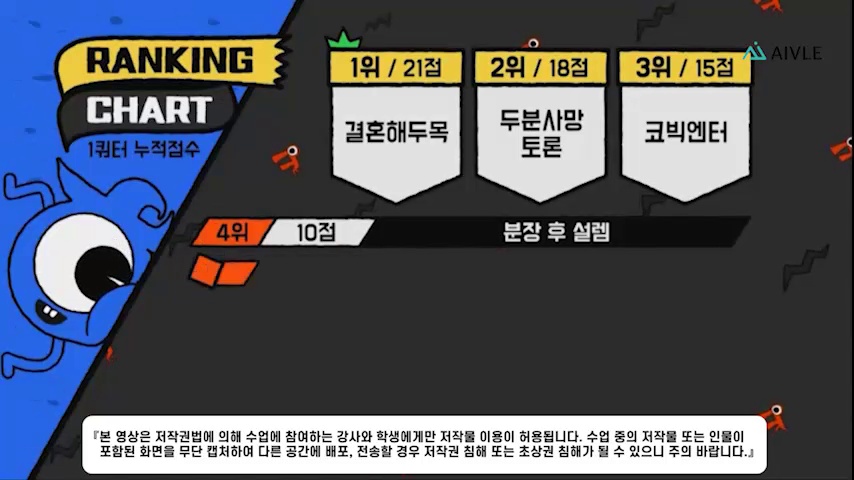 RANKING
CHART
1쿼터 누적점수
AIVLE
1위 / 21점
결혼해두목
2위 / 18점
두분사망
토론
3위 / 15점
코빅엔터
4위 10점 분장 후 설렘
『본 영상은 저작권법에 의해 수업에 참여하는 강사와 학생에게만 저작물 이용이 허용됩니다. 수업 중의 저작물 또는 인물이
포함된 화면을 무단 캡처하여 다른 공간에 배포, 전송할 경우 저작권 침해 또는 초상권 침해가 될 수 있으니 주의 바랍니다.』